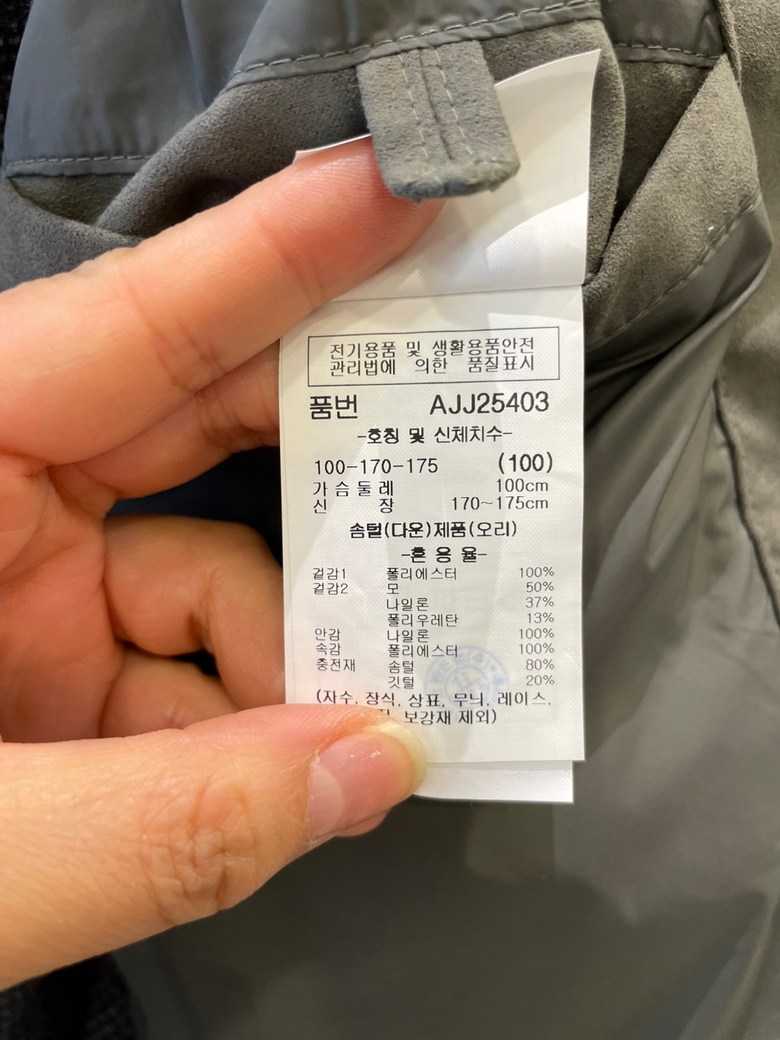 전기용품 및 생활용품안전
관리법에 의한 품질표시
품번 AJJ25403
-호칭 및 신체치수-
100-170-175 (100)
가슴둘레 100cm
신 장 170~175cm
솜털(다운)제품(오리)
-혼용율-
겉감1 폴리에스터 100%
겉감2 모 50%
나일론 37%
폴리우레탄 13%
안감 나일론 100%
속감 폴리에스터 100%
충전재 솜털 80%
깃털 20%
(자수, 장식, 상표, 무늬, 레이스,
보강재 제외)